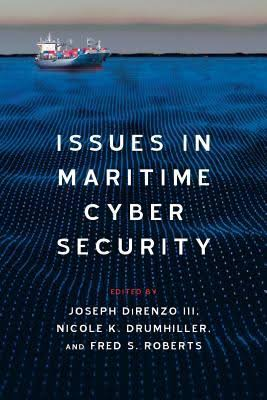 ISSUES IN
MARITIME
CYBER
SECURITY
EDITED BY
JOSEPH DiRENZO III,
NICOLE K. DRUMHILLER,
AND FRED S. ROBERTS